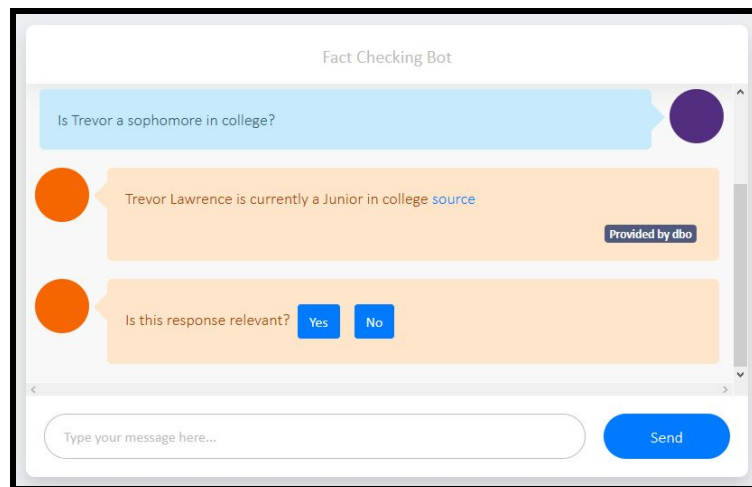 Fact Checking Bot
Is Trevor a sophomore in college?
Trevor Lawrence is currently a Junior in college source
Provided by dbo
Is this response relevant? Yes No
Type your message here...
Send